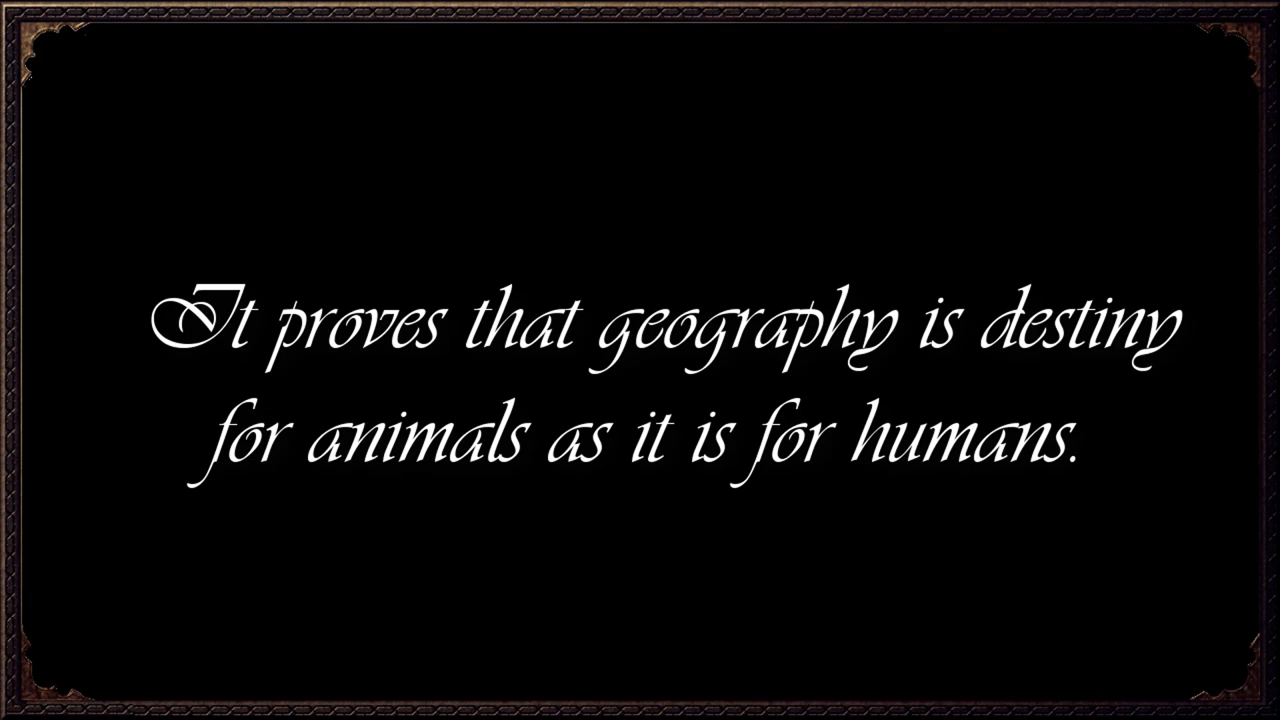 It proves that geography is destiny
for animals as it is for humans.